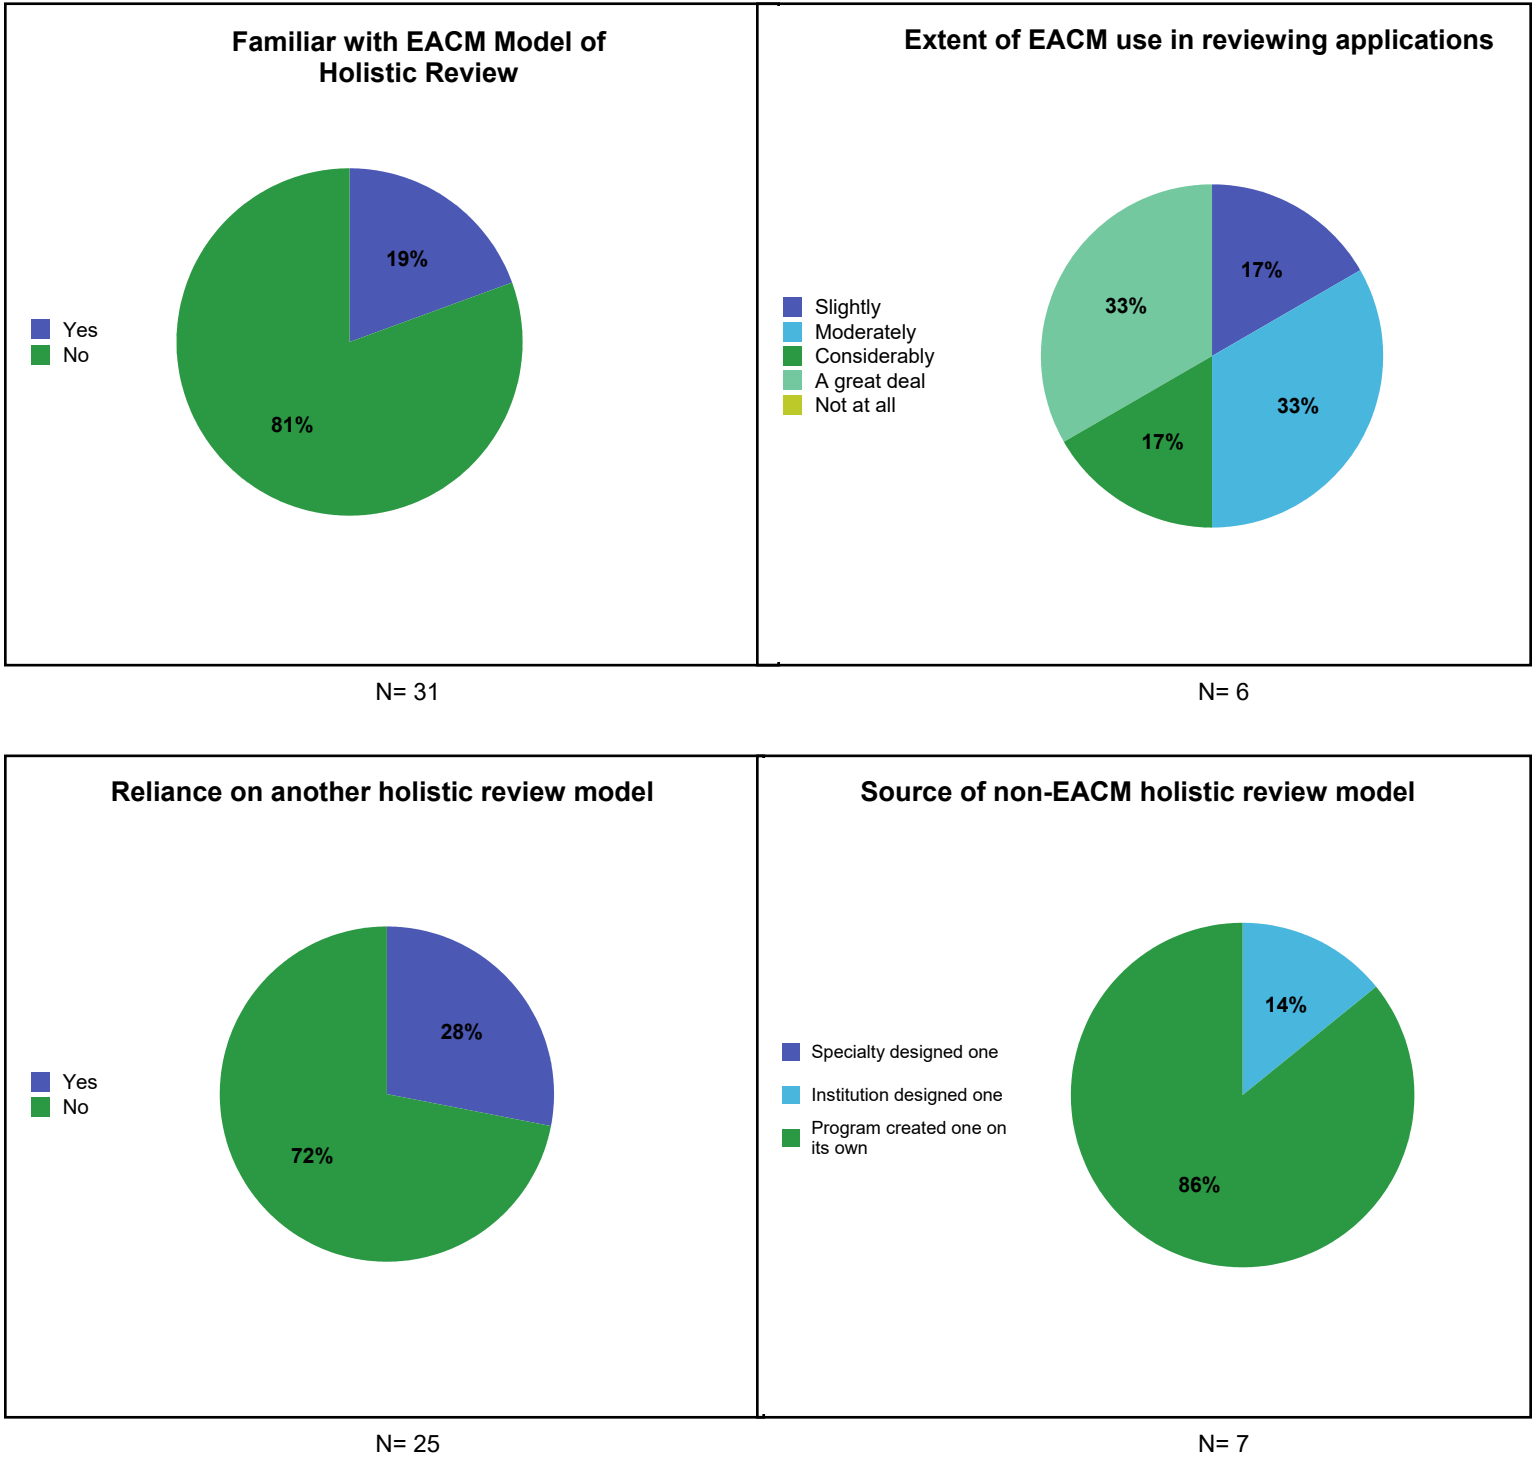 Familiar with EACM Model of
Holistic Review
19%
81%
Yes
No
N= 31
Extent of EACM use in reviewing applications
17%
33%
33%
17%
Slightly
Moderately
Considerably
A great deal
Not at all
N= 6
Reliance on another holistic review model
28%
72%
Yes
No
N= 25
Source of non-EACM holistic review model
14%
86%
Specialty designed one
Institution designed one
Program created one on
its own
N= 7